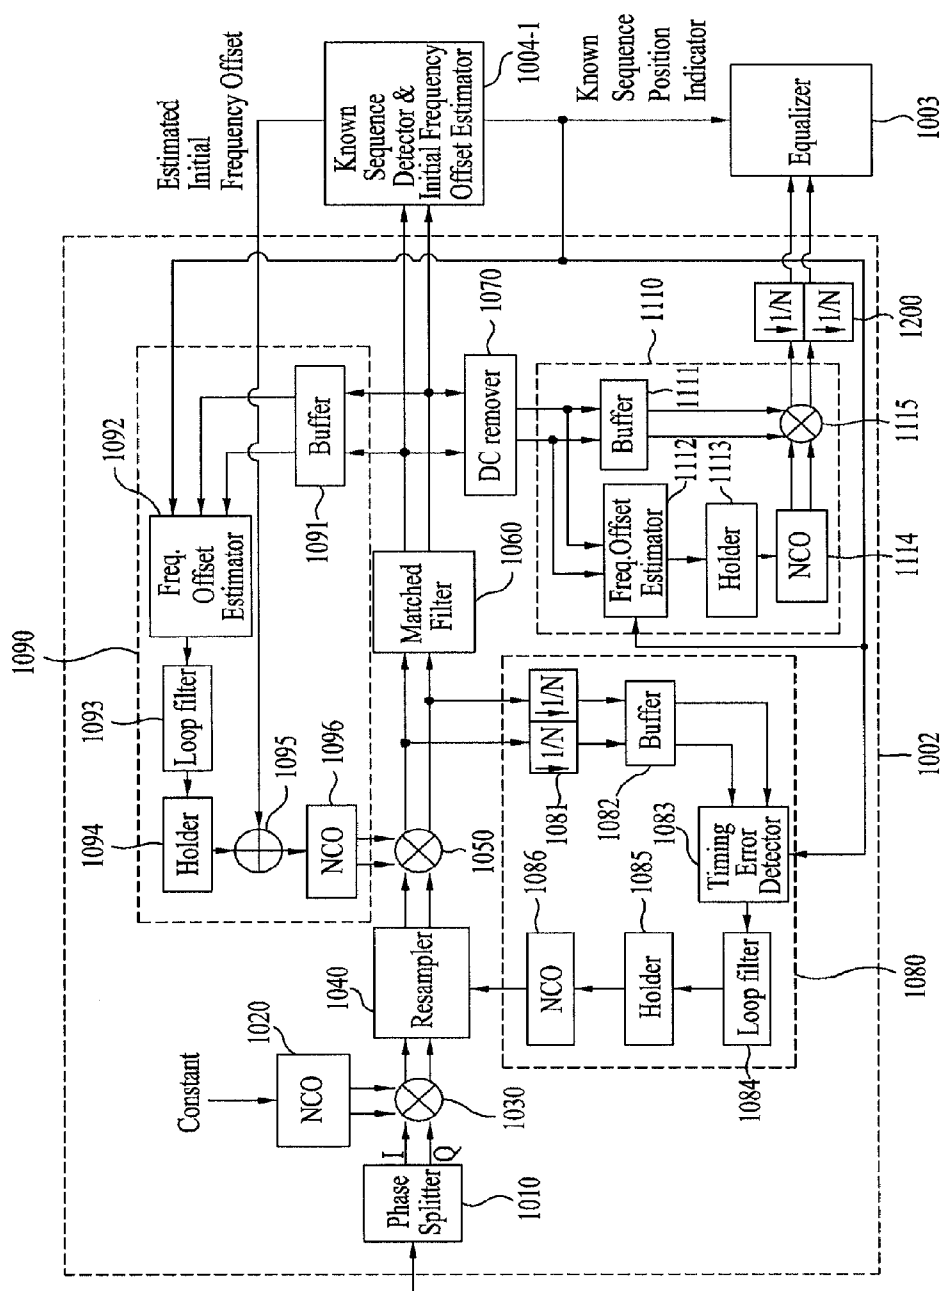 Estimated
Initial
Frequency Offset
Known
Sequence
Detector &
Initial Frequency
Offset Estimator
1004-1
Known
Sequence
Position
Indicator
Equalizer
1003
1090
1092
Freq.
Offset
Estimator
1093
Loop filter
1094
Holder
1095
1096
NCO
Buffer
1091
Constant
1020
NCO
1040
Resampler
1030
Phase
Splitter
1010
I
Q
1050
Matched
Filter
1060
DC remover
1070
1110
Buffer
1111
Freq.Offset
Estimator
1112
Holder
1113
NCO
1114
1115
1/N
1/N
1200
1/N
1/N
1081
Buffer
1082
1083
Timing
Error
Detector
Loop filter
1084
Holder
1085
NCO
1086
1080
1002